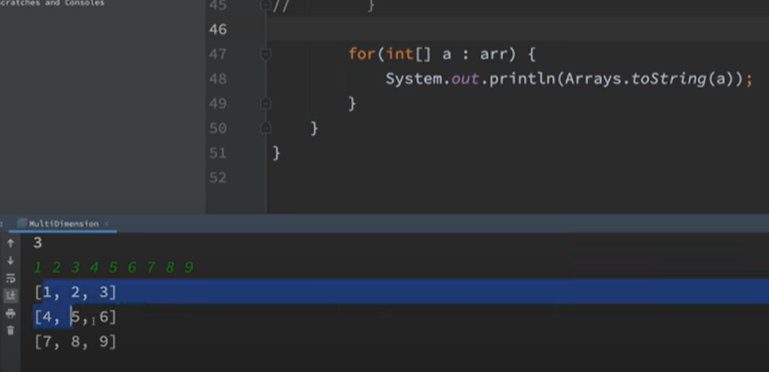 cratches and Consoles
45 // }
46
47 for(int[] a : arr) {
48 System.out.println(Arrays.toString(a));
49 }
50 }
51 }
52
: MultiDimension ×
3
1 2 3 4 5 6 7 8 9
[1, 2, 3]
[4, 5, 6]
[7, 8, 9]